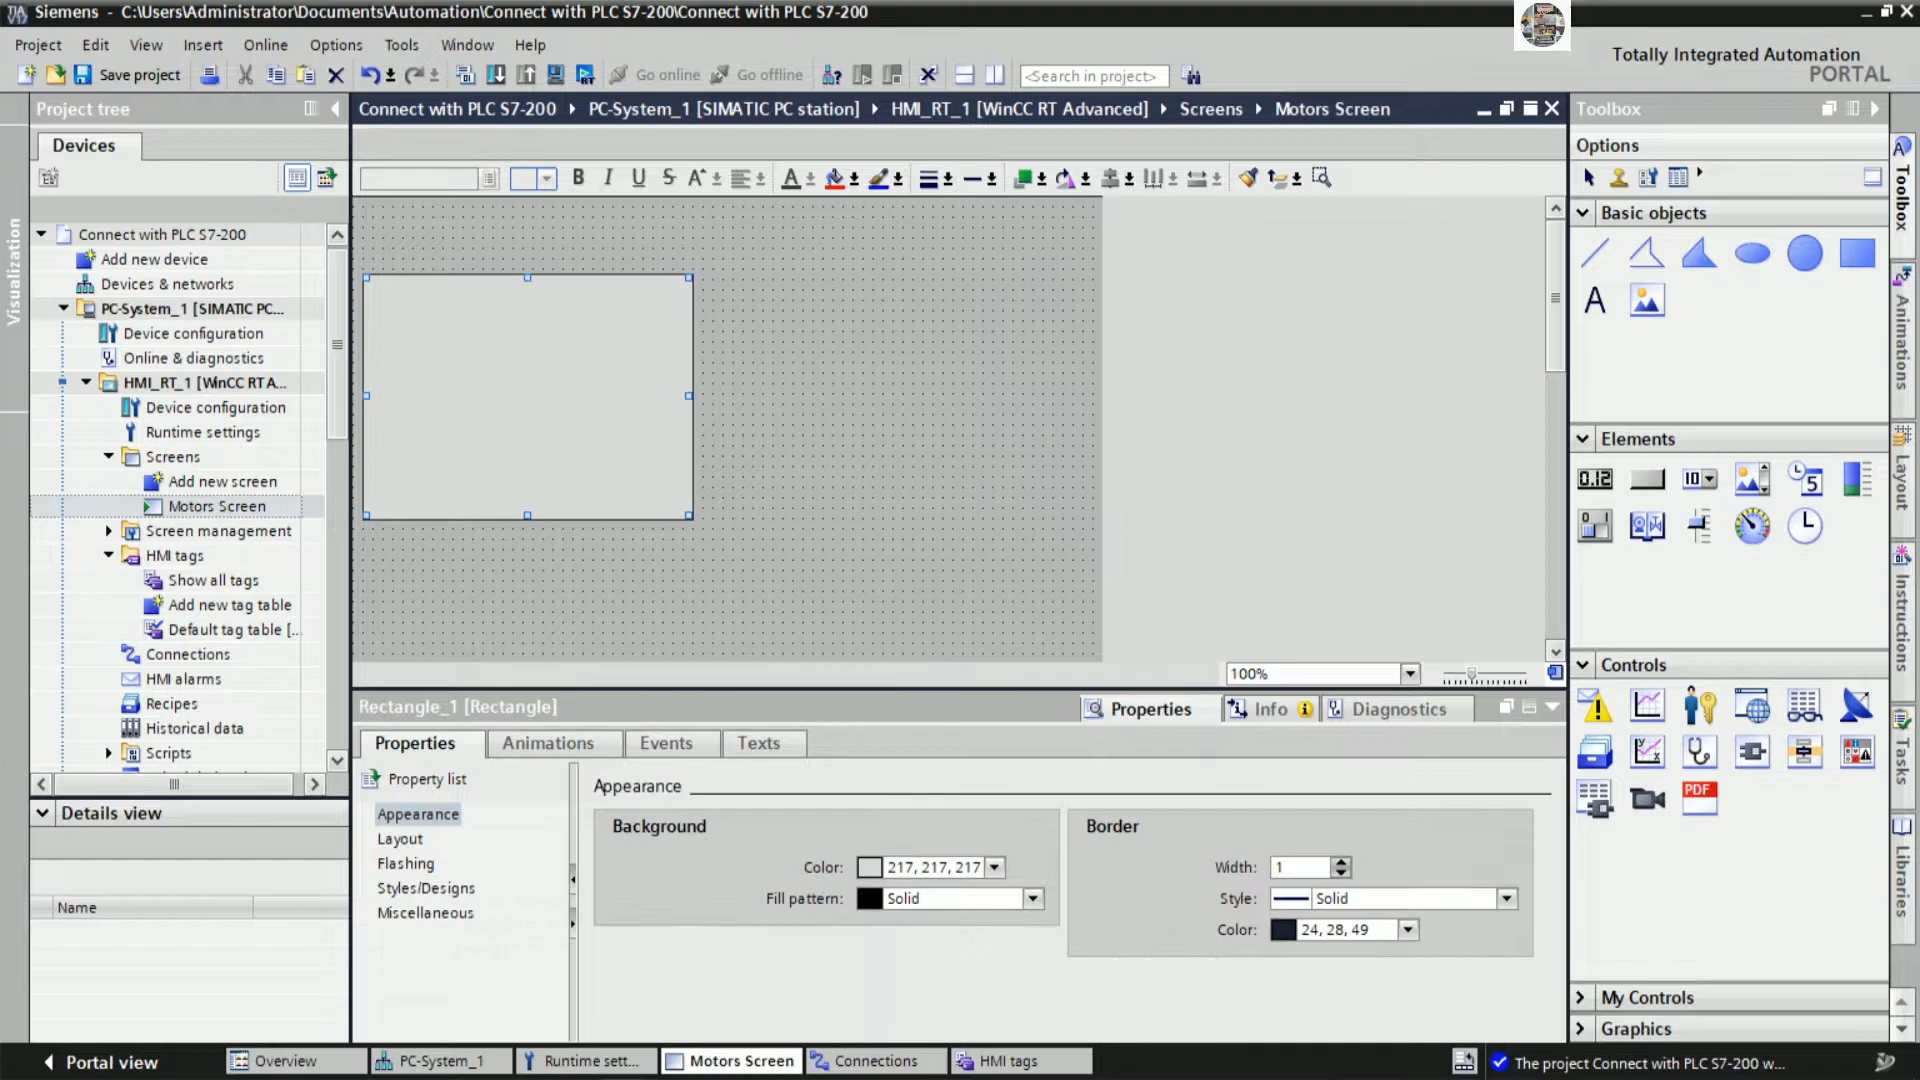 Siemens - C:\Users\Administrator\Documents\Automation\Connect with PLC S7-200\Connect with PLC S7-200
Project Edit View Insert Online Options Tools Window Help
Totally Integrated Automation
PORTAL
Save project
Go online
Go offline
<Search in project>
Project tree
Connect with PLC S7-200 PC-System_1 [SIMATIC PC station] HMI_RT_1 [WinCC RT Advanced] Screens Motors Screen
Toolbox
Devices
Options
B I U S
Visualization
Basic objects
Connect with PLC S7-200
Add new device
Devices & networks
PC-System_1 [SIMATIC PC...
Device configuration
Online & diagnostics
HMI_RT_1 [WinCC RT A...
Device configuration
Runtime settings
Screens
Add new screen
Motors Screen
Screen management
HMI tags
Show all tags
Add new tag table
Default tag table [...
Connections
HMI alarms
Recipes
Historical data
Scripts
Details view
Name
100%
Rectangle_1 [Rectangle]
Properties Info Diagnostics
Properties Animations Events Texts
Property list
Appearance
Layout
Flashing
Styles/Designs
Miscellaneous
Appearance
Background
Color: 217, 217, 217
Fill pattern: Solid
Border
Width: 1
Style: Solid
Color: 24, 28, 49
A
Elements
0.12
10
5
0 1
Controls
PDF
My Controls
Graphics
Toolbox
Animations
Layout
Instructions
Tasks
Libraries
Portal view
Overview
PC-System_1
Runtime sett...
Motors Screen
Connections
HMI tags
The project Connect with PLC S7-200 w...